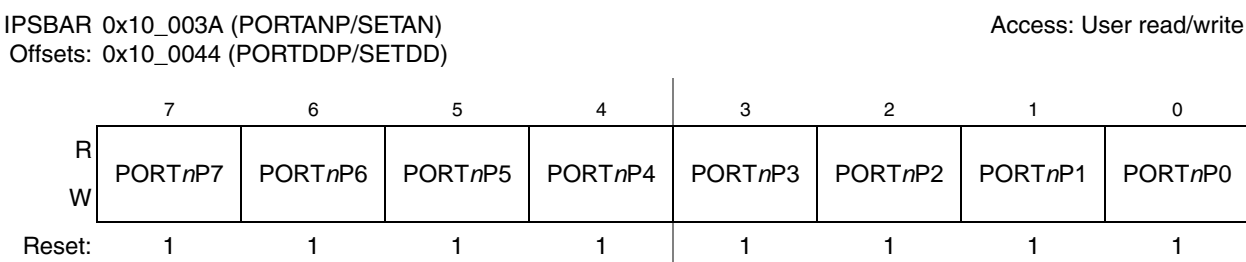 IPSBAR 0x10_003A (PORTANP/SETAN) Access: User read/write
Offsets: 0x10_0044 (PORTDDP/SETDD)
7 6 5 4 3 2 1 0
R
PORTnP7 PORTnP6 PORTnP5 PORTnP4 PORTnP3 PORTnP2 PORTnP1 PORTnP0
W
Reset: 1 1 1 1 1 1 1 1